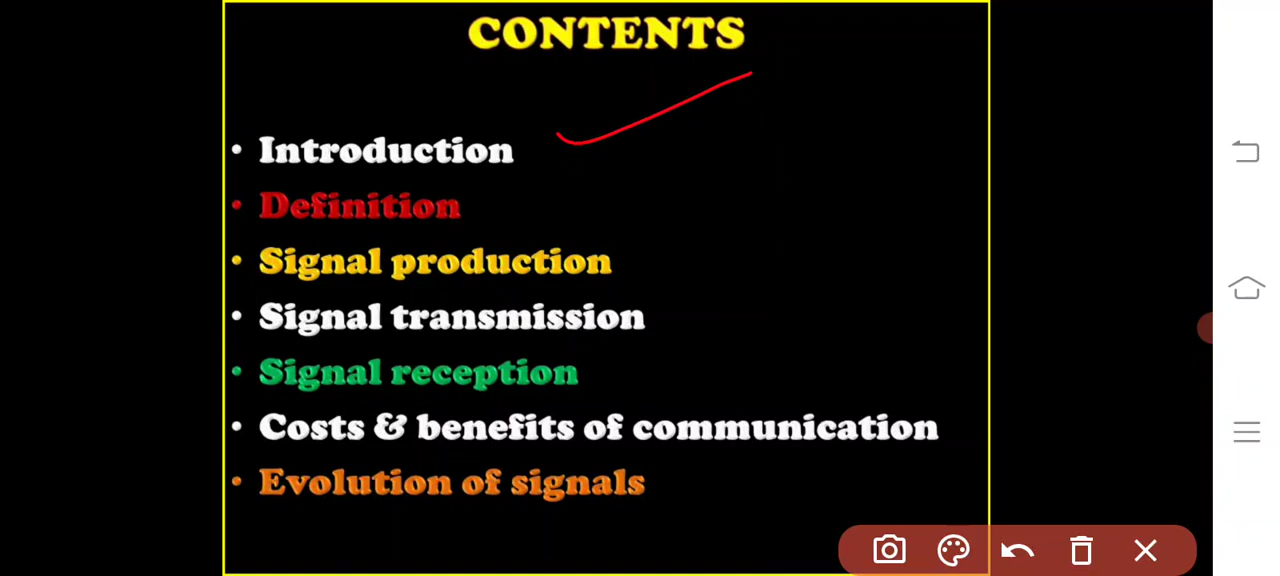 CONTENTS
• Introduction
• Definition
• Signal production
• Signal transmission
• Signal reception
• Costs & benefits of communication
• Evolution of signals